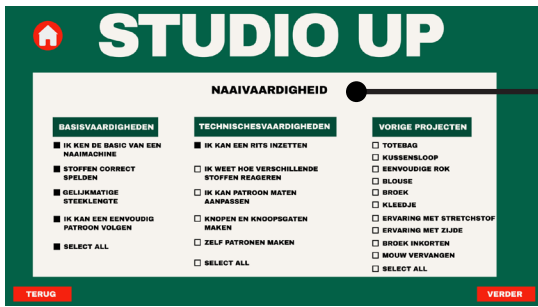 STUDIO UP
NAAIVAARDIGHEID
BASISVAARDIGHEDEN
IK KEN DE BASIC VAN EEN
NAAIMACHINE
STOFFEN CORRECT
SPELDEN
GELIJKMATIGE
STEEKLENGTE
IK KAN EEN EENVOUDIG
PATROON VOLGEN
SELECT ALL
TECHNISCHESVAARDIGHEDEN
IK KAN EEN RITS INZETTEN
IK WEET HOE VERSCHILLENDE
STOFFEN REAGEREN
IK KAN PATROON MATEN
AANPASSEN
KNOPEN EN KNOOPSGATEN
MAKEN
ZELF PATRONEN MAKEN
SELECT ALL
VORIGE PROJECTEN
TOTEBAG
KUSSENSLOOP
EENVOUDIGE ROK
BLOUSE
BROEK
KLEEDJE
ERVARING MET STRETCHSTOF
ERVARING MET ZIJDE
BROEK INKORTEN
MOUW VERVANGEN
SELECT ALL
TERUG
VERDER